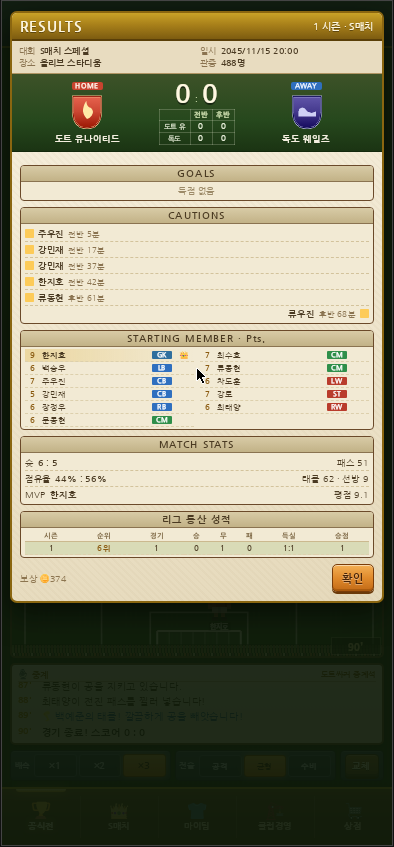 RESULTS
1 시즌 · S매치
대회 S매치 스페셜
일시 2045/11/15 20:00
장소 올리브 스타디움
관중 488명
HOME
0 : 0
AWAY
도트 유나이티드
독도 웨일즈
전반 후반
도트 유 0 0
독도 0 0
GOALS
득점 없음
CAUTIONS
주우진 전반 5분
강민재 전반 17분
강민재 전반 37분
한지호 전반 42분
류동현 후반 61분
류우진 후반 68분
STARTING MEMBER · Pts.
9 한지호 GK
7 최수호 CM
6 백승우 LB
7 류동현 CM
7 주우진 CB
6 차도훈 LW
5 강민재 CB
7 강로 ST
6 장정우 RB
6 최태양 RW
6 문동현 CM
MATCH STATS
슛 6 : 5
패스 51
점유율 44% : 56%
태클 62 · 선방 9
MVP 한지호
평점 9.1
리그 통산 성적
시즌 순위 경기 승 무 패 득실 승점
1 6위 1 0 1 0 1:1 1
보상 374
확인
90'
경기 종료! 스코어 0 : 0
×1 ×2
교체